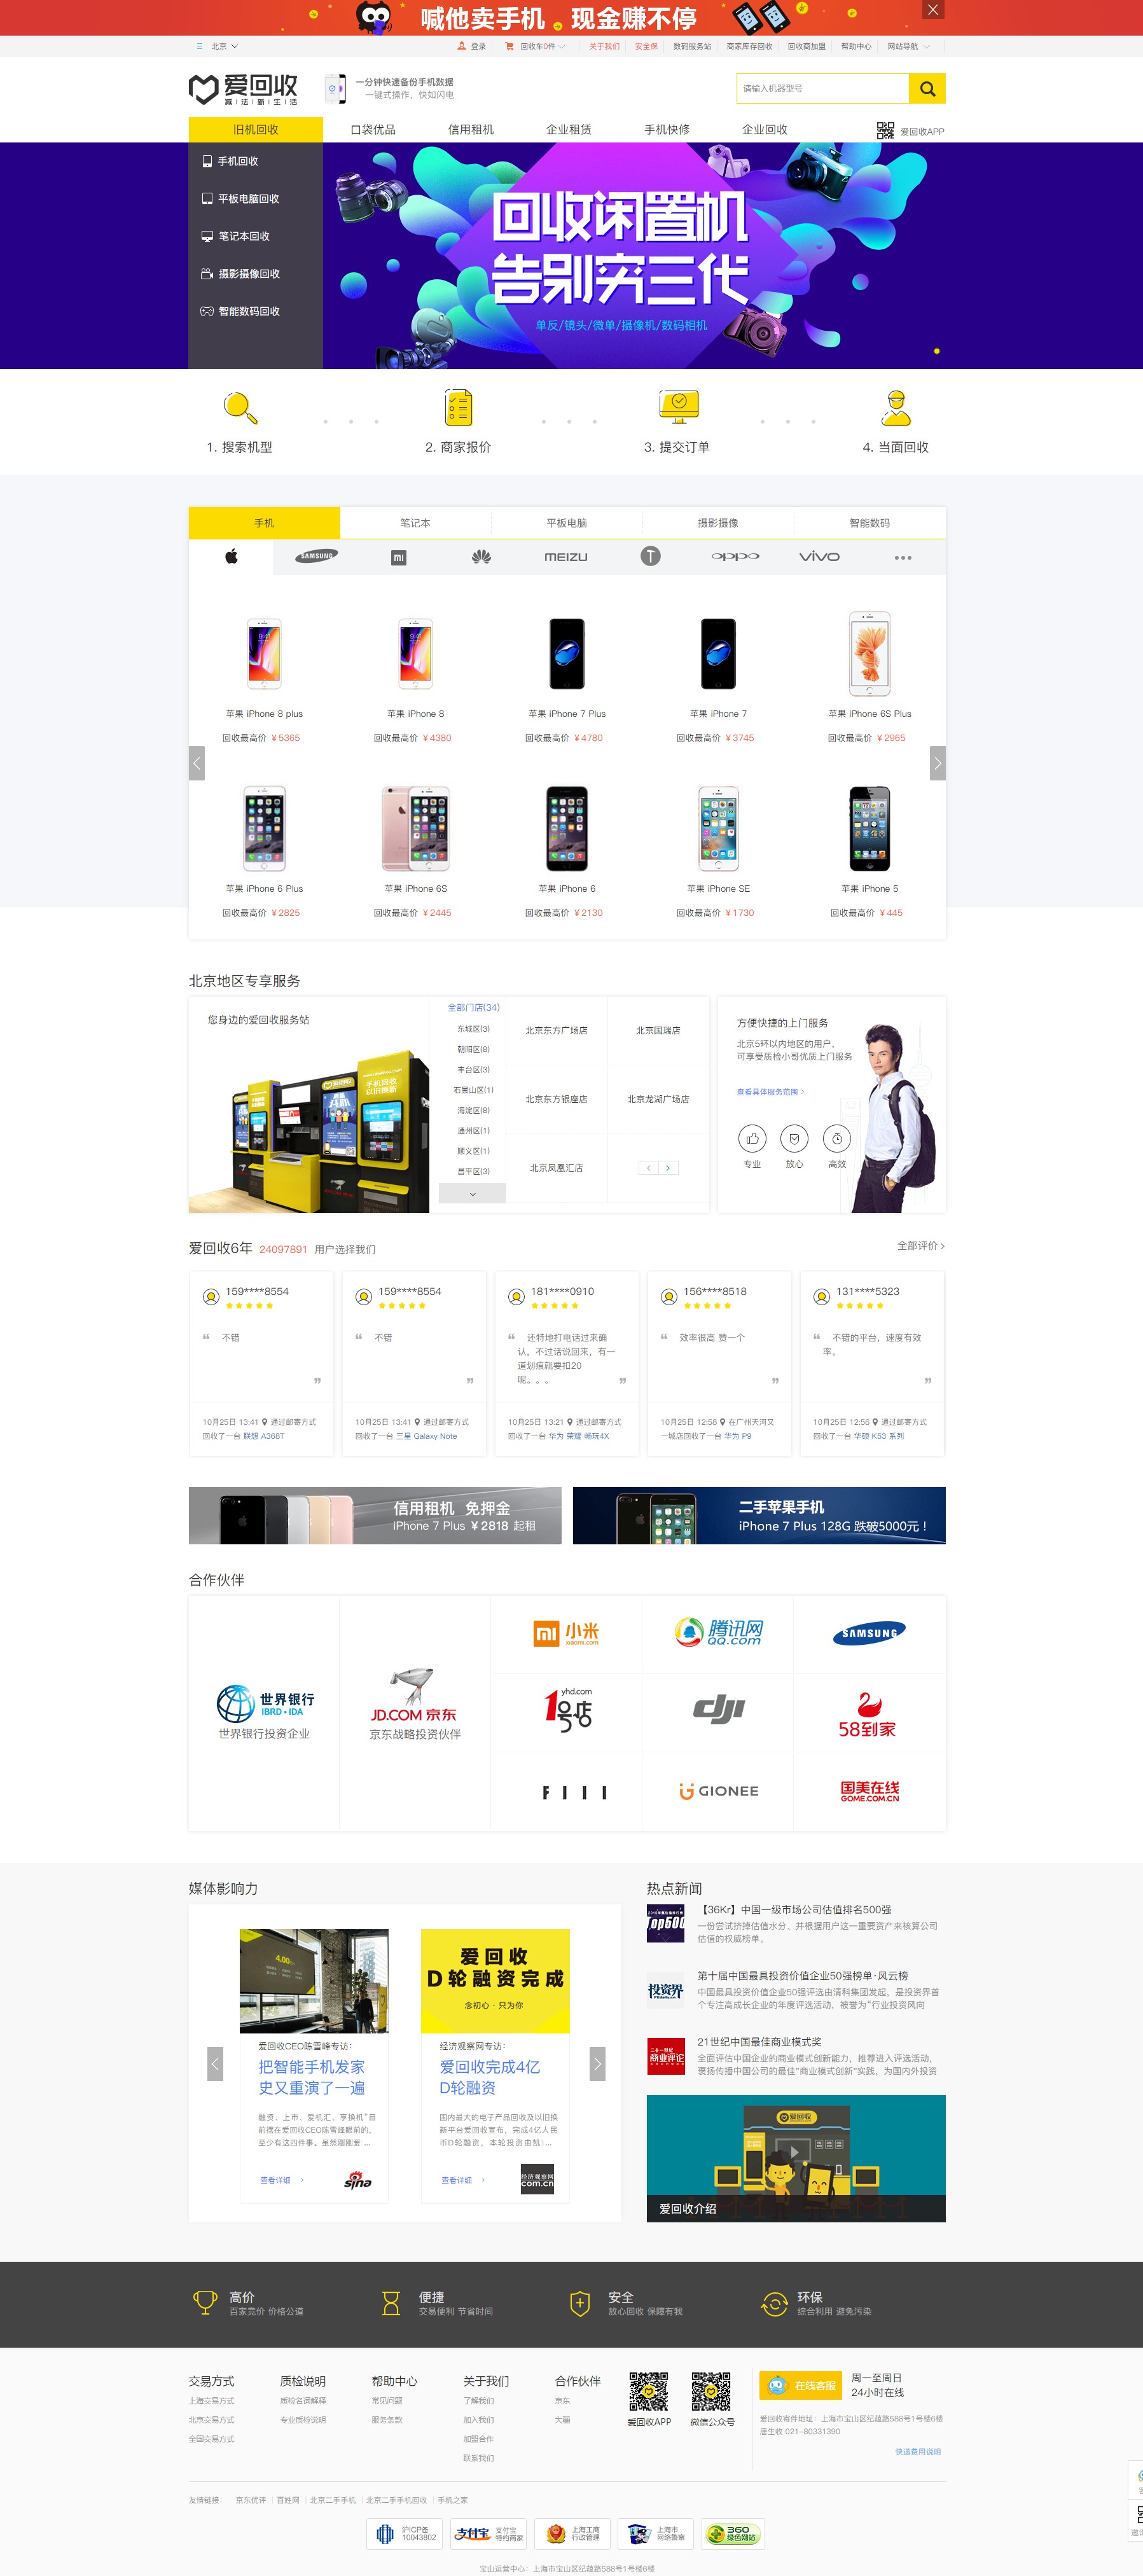 喊他卖手机 现金赚不停
北京
登录
回收车0件
关于我们
安全保
数码服务站
商家库存回收
回收商加盟
帮助中心
网站导航
爱回收
减法新生活
一分钟快速备份手机数据
一键式操作，快如闪电
请输入机器型号
旧机回收
口袋优品
信用租机
企业租赁
手机快修
企业回收
爱回收APP
手机回收
平板电脑回收
笔记本回收
摄影摄像回收
智能数码回收
回收闲置机
告别穷三代
单反/镜头/微单/摄像机/数码相机
1. 搜索机型
2. 商家报价
3. 提交订单
4. 当面回收
手机
笔记本
平板电脑
摄影摄像
智能数码
SAMSUNG
MEIZU
oppo
vivo
苹果 iPhone 8 plus
苹果 iPhone 8
苹果 iPhone 7 Plus
苹果 iPhone 7
苹果 iPhone 6S Plus
回收最高价 ￥5365
回收最高价 ￥4380
回收最高价 ￥4780
回收最高价 ￥3745
回收最高价 ￥2965
苹果 iPhone 6 Plus
苹果 iPhone 6S
苹果 iPhone 6
苹果 iPhone SE
苹果 iPhone 5
回收最高价 ￥2825
回收最高价 ￥2445
回收最高价 ￥2130
回收最高价 ￥1730
回收最高价 ￥445
北京地区专享服务
您身边的爱回收服务站
手机回收
以旧换新
全部门店(34)
东城区(3)
朝阳区(8)
丰台区(3)
石景山区(1)
海淀区(8)
通州区(1)
顺义区(1)
昌平区(3)
北京东方广场店
北京国瑞店
北京东方银座店
北京龙湖广场店
北京凤凰汇店
方便快捷的上门服务
北京5环以内地区的用户，
可享受质检小哥优质上门服务
查看具体服务范围 >
专业
放心
高效
爱回收6年 24097891 用户选择我们
全部评价 >
159****8554
不错
10月25日 13:41 通过邮寄方式
回收了一台 联想 A368T
159****8554
不错
10月25日 13:41 通过邮寄方式
回收了一台 三星 Galaxy Note
181****0910
还特地打电话过来确
认，不过话说回来，有一
道划痕就要扣20
呢。。。
10月25日 13:21 通过邮寄方式
回收了一台 华为 荣耀 畅玩4X
156****8518
效率很高 赞一个
10月25日 12:58 在广州天河又
一城店回收了一台 华为 P9
131****5323
不错的平台，速度有效
率。
10月25日 12:56 通过邮寄方式
回收了一台 华硕 K53 系列
信用租机 免押金
iPhone 7 Plus ￥2818 起租
二手苹果手机
iPhone 7 Plus 128G 跌破5000元！
合作伙伴
世界银行
IBRD·IDA
世界银行投资企业
JD.COM 京东
京东战略投资伙伴
小米
xiaomi.com
腾讯网
QQ.com
SAMSUNG
yhd.com
1号店
dji
58到家
GIONEE
国美在线
GOME.COM.CN
媒体影响力
爱回收CEO陈雪峰专访：
把智能手机发家
史又重演了一遍
融资、上市、爱机汇、享换机“目
前摆在爱回收CEO陈雪峰眼前的，
至少有这四件事。虽然刚刚宣 ...
查看详细 >
sina
爱回收
D轮融资完成
念初心·只为你
经济观察网专访：
爱回收完成4亿
D轮融资
国内最大的电子产品回收及以旧换
新平台爱回收宣布，完成4亿人民
币D轮融资，本轮投资由凯 ...
查看详细 >
经济观察网
com.cn
热点新闻
Top500
【36Kr】中国一级市场公司估值排名500强
一份尝试挤掉估值水分、并根据用户这一重要资产来核算公司
估值的权威榜单。
投资界
第十届中国最具投资价值企业50强榜单·风云榜
中国最具投资价值企业50强评选由清科集团发起，是投资界首
个专注高成长企业的年度评选活动，被誉为“行业投资风向
二十一世纪
商业评论
21世纪中国最佳商业模式奖
全面评估中国企业的商业模式创新能力，推荐进入评选活动，
褒扬传播中国公司的最佳“商业模式创新”实践，为国内外投资
爱回收
爱回收介绍
高价
百家竞价 价格公道
便捷
交易便利 节省时间
安全
放心回收 保障有我
环保
综合利用 避免污染
交易方式
上海交易方式
北京交易方式
全国交易方式
质检说明
质检名词解释
专业质检说明
帮助中心
常见问题
服务条款
关于我们
了解我们
加入我们
加盟合作
联系我们
合作伙伴
京东
大疆
爱回收APP
微信公众号
在线客服
周一至周日
24小时在线
爱回收寄件地址：上海市宝山区纪蕴路588号1号楼6楼
唐生收 021-80331390
快递费用说明
友情链接：
京东优评
百姓网
北京二手手机
北京二手手机回收
手机之家
沪ICP备
10043802
支付宝
支付宝
特约商家
上海工商
行政管理
上海市
网络警察
360
绿色网站
宝山运营中心：上海市宝山区纪蕴路588号1号楼6楼